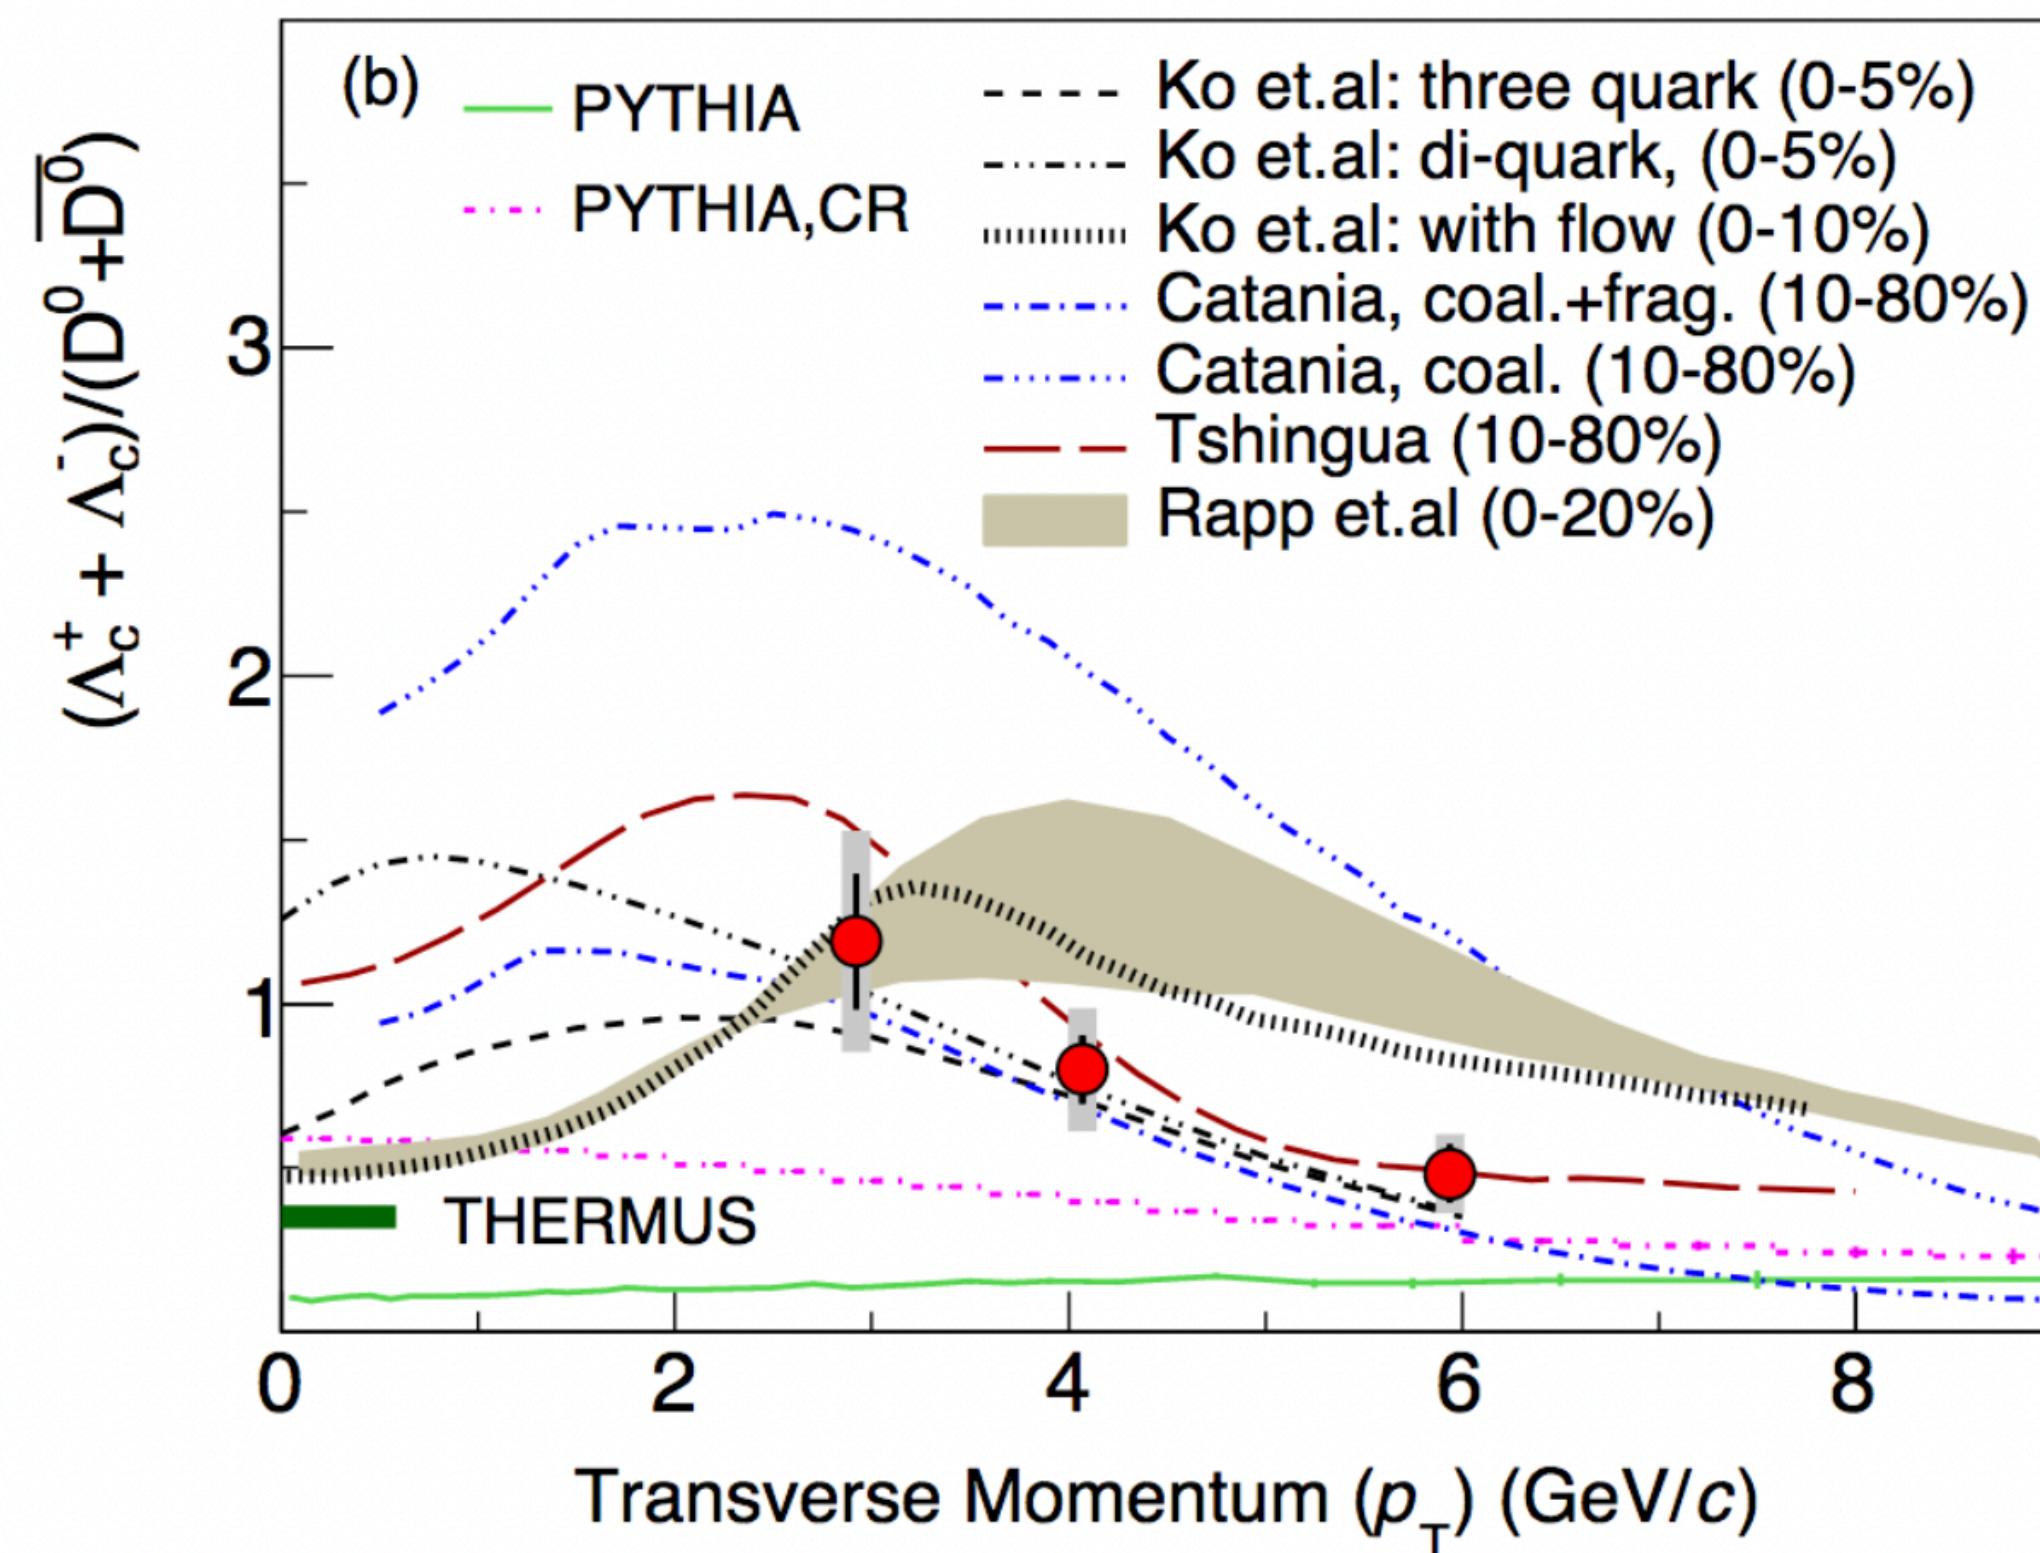 (b)
PYTHIA
PYTHIA,CR
Ko et.al: three quark (0-5%)
Ko et.al: di-quark, (0-5%)
Ko et.al: with flow (0-10%)
Catania, coal.+frag. (10-80%)
Catania, coal. (10-80%)
Tshingua (10-80%)
Rapp et.al (0-20%)
(Λc⁺ + Λc⁻)/(D⁰+D̅⁰)
3
2
1
THERMUS
0 2 4 6 8
Transverse Momentum (p_T) (GeV/c)